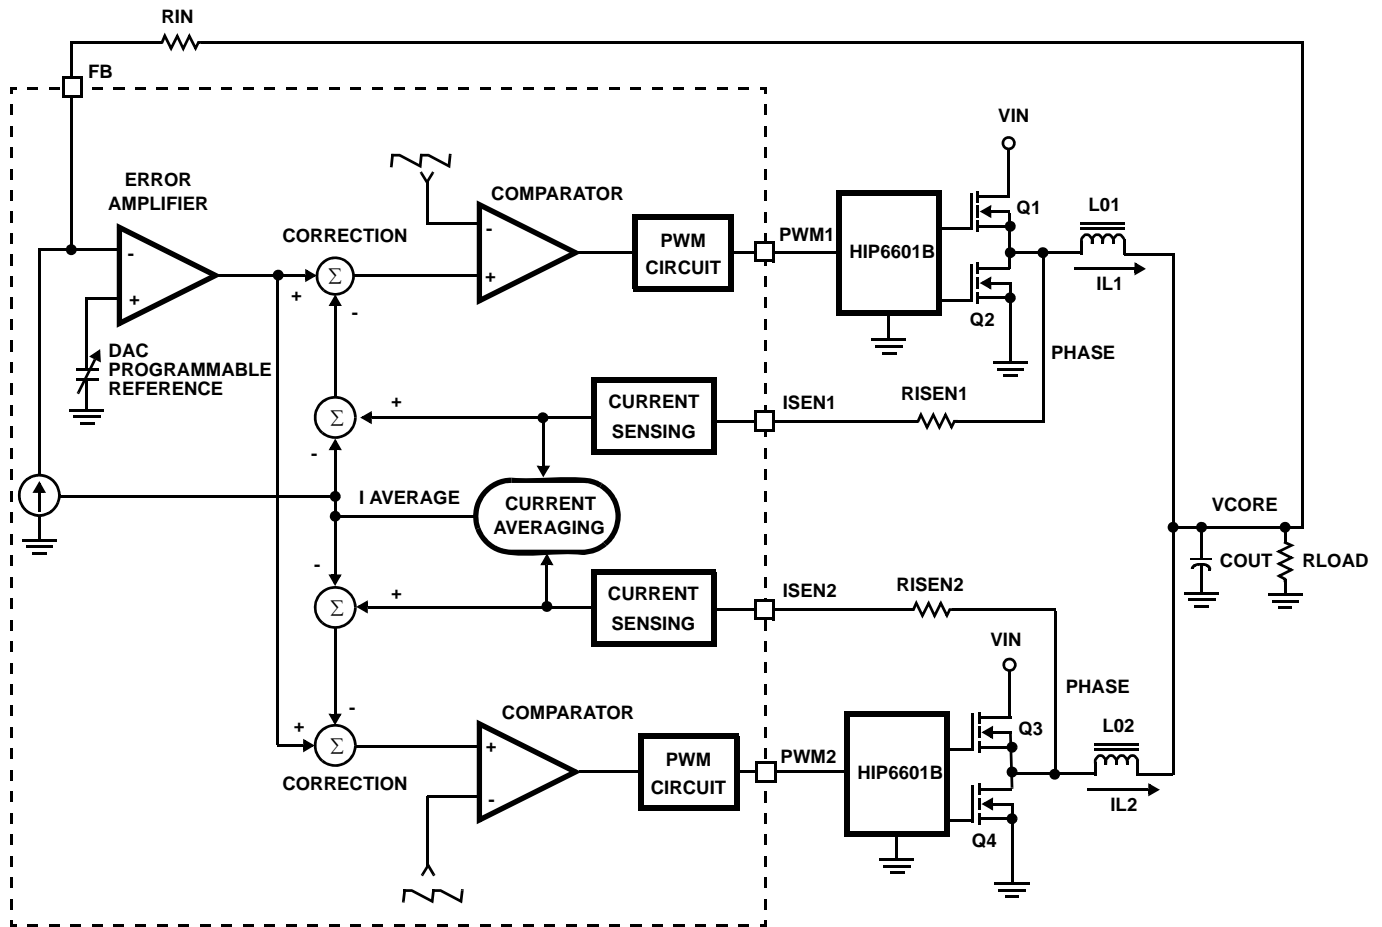 RIN
FB
VIN
ERROR
AMPLIFIER
COMPARATOR
Q1
L01
CORRECTION
-
PWM
CIRCUIT
PWM1
HIP6601B
-
Σ
+
+
+
IL1
-
Q2
DAC
PROGRAMMABLE
REFERENCE
PHASE
CURRENT
SENSING
ISEN1
RISEN1
+
Σ
-
I AVERAGE
CURRENT
AVERAGING
VCORE
COUT
RLOAD
-
CURRENT
SENSING
ISEN2
RISEN2
+
Σ
VIN
PHASE
-
COMPARATOR
+
Q3
L02
Σ
+
PWM
CIRCUIT
PWM2
HIP6601B
CORRECTION
-
IL2
Q4